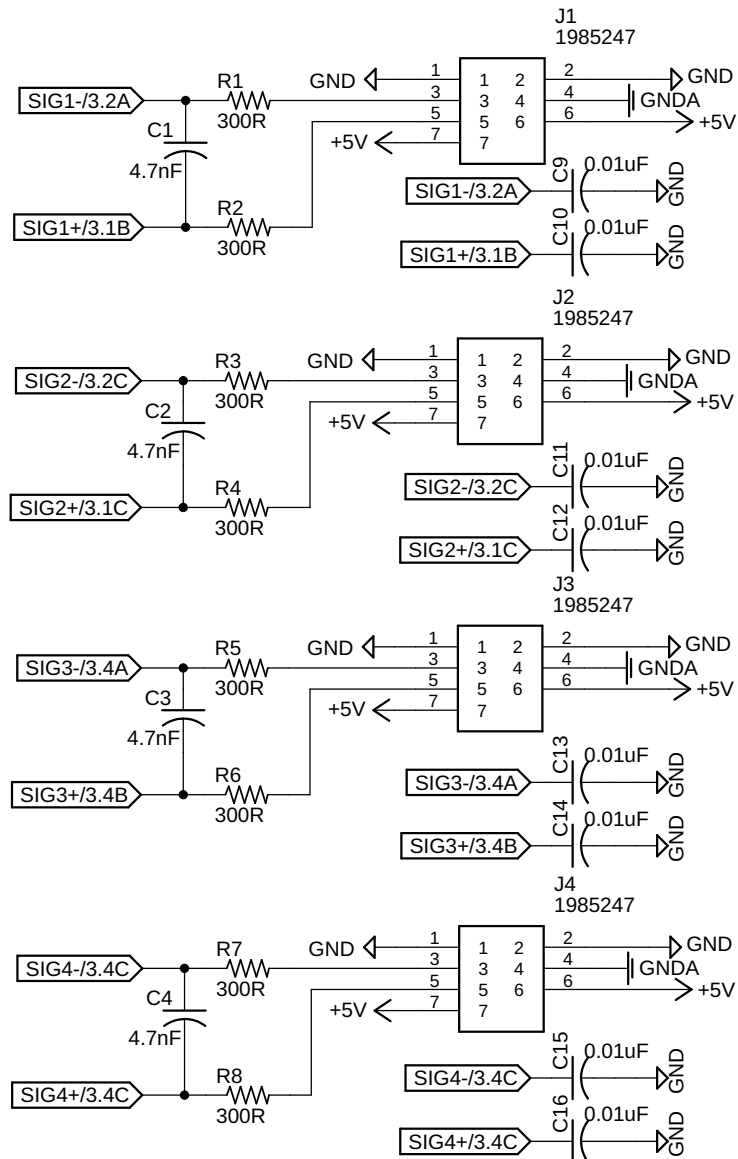 J1
1985247
GND 1 1 2 2 GND
SIG1-/3.2A R1 3 3 4 4 GNDA
300R 5 5 6 6 +5V
C1 +5V 7 7
4.7nF
SIG1-/3.2A C9 0.01uF GND
SIG1+/3.1B R2
300R
SIG1+/3.1B C10 0.01uF GND
J2
1985247
GND 1 1 2 2 GND
SIG2-/3.2C R3 3 3 4 4 GNDA
300R 5 5 6 6 +5V
C2 +5V 7 7
4.7nF
SIG2-/3.2C C11 0.01uF GND
SIG2+/3.1C R4
300R
SIG2+/3.1C C12 0.01uF GND
J3
1985247
GND 1 1 2 2 GND
SIG3-/3.4A R5 3 3 4 4 GNDA
300R 5 5 6 6 +5V
C3 +5V 7 7
4.7nF
SIG3-/3.4A C13 0.01uF GND
SIG3+/3.4B R6
300R
SIG3+/3.4B C14 0.01uF GND
J4
1985247
GND 1 1 2 2 GND
SIG4-/3.4C R7 3 3 4 4 GNDA
300R 5 5 6 6 +5V
C4 +5V 7 7
4.7nF
SIG4-/3.4C C15 0.01uF GND
SIG4+/3.4C R8
300R
SIG4+/3.4C C16 0.01uF GND